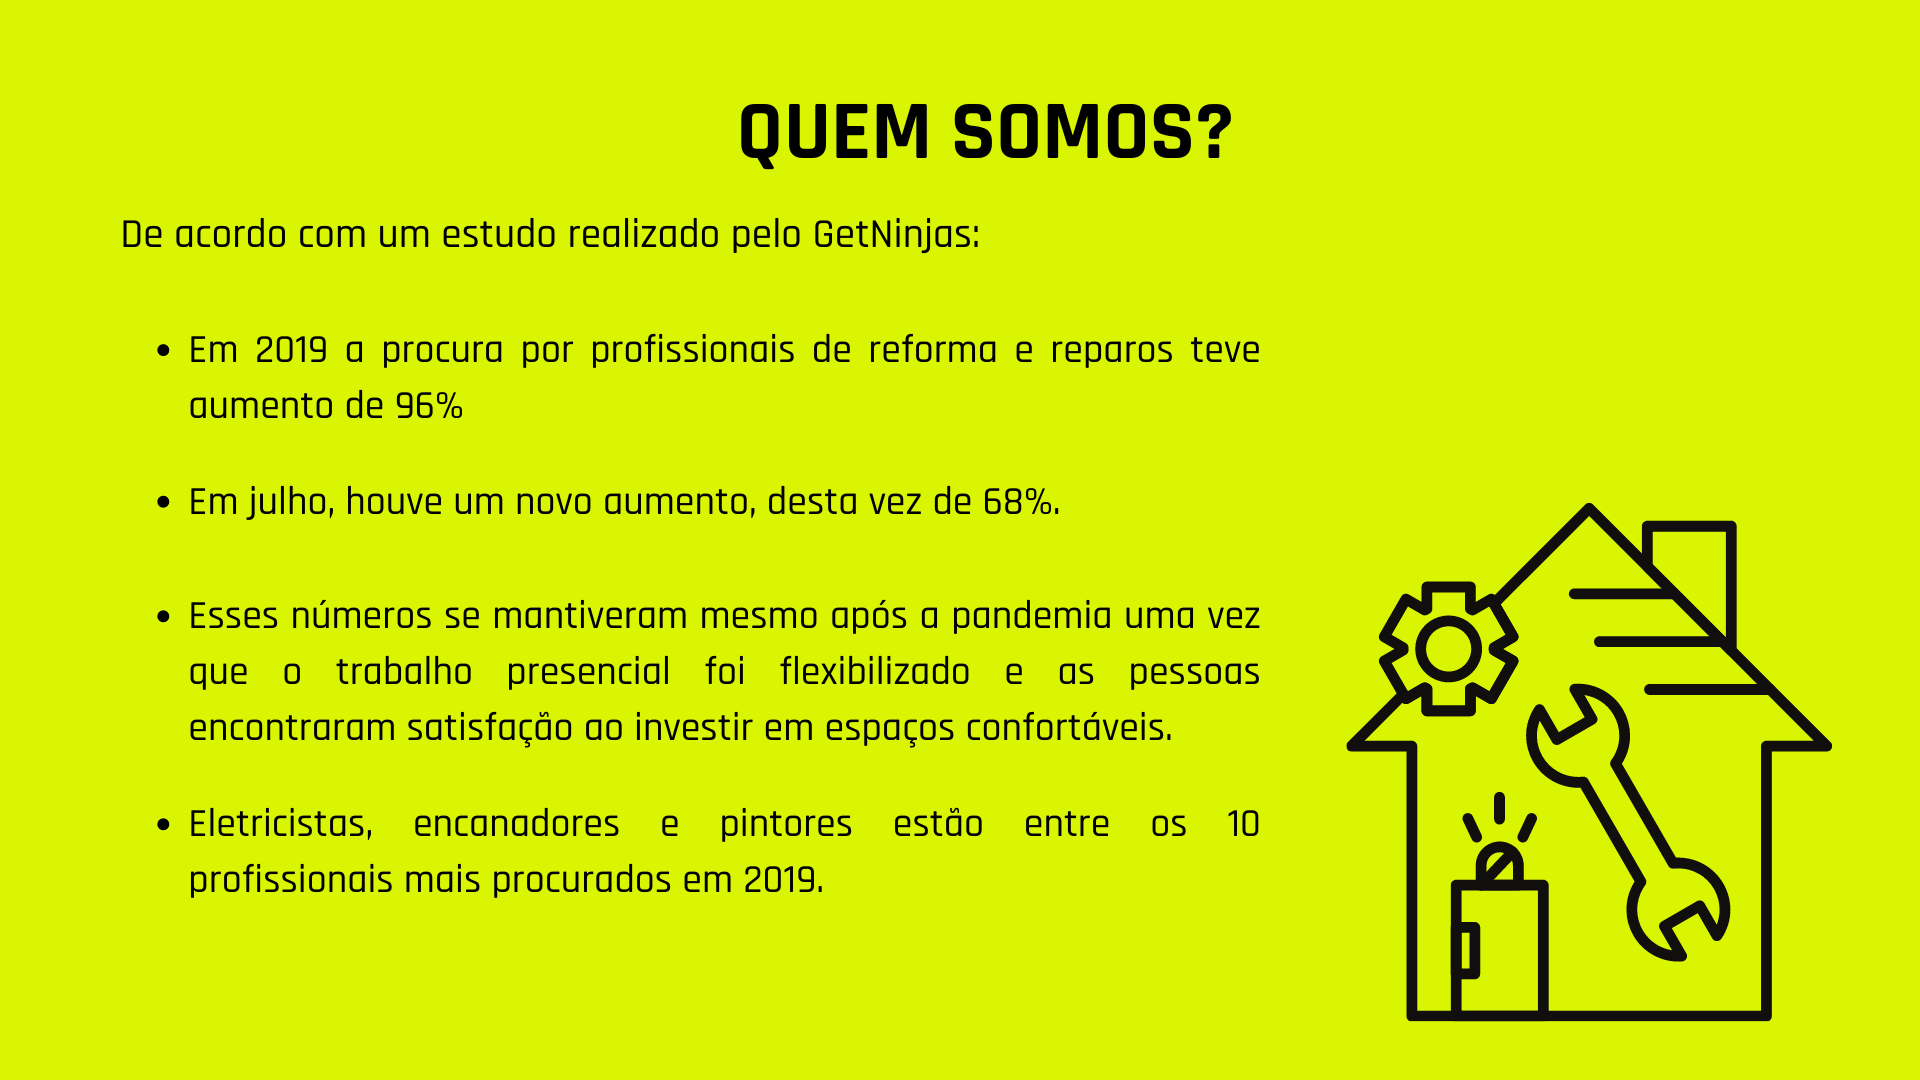 QUEM SOMOS?
De acordo com um estudo realizado pelo GetNinjas:
• Em 2019 a procura por profissionais de reforma e reparos teve
aumento de 96%
• Em julho, houve um novo aumento, desta vez de 68%.
• Esses números se mantiveram mesmo após a pandemia uma vez
que o trabalho presencial foi flexibilizado e as pessoas
encontraram satisfação ao investir em espaços confortáveis.
• Eletricistas, encanadores e pintores estão entre os 10
profissionais mais procurados em 2019.